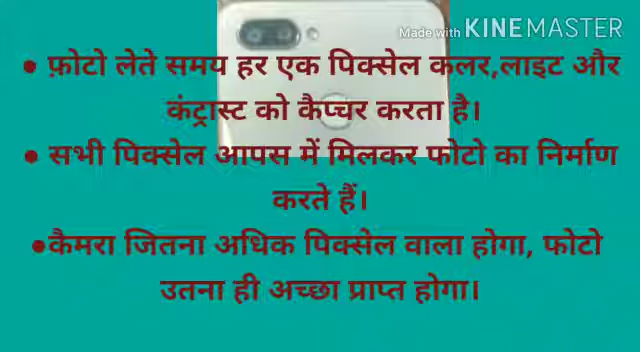 Made with KINEMASTER
● फ़ोटो लेते समय हर एक पिक्सेल कलर,लाइट और
कंट्रास्ट को कैप्चर करता है।
● सभी पिक्सेल आपस में मिलकर फोटो का निर्माण
करते हैं।
●कैमरा जितना अधिक पिक्सेल वाला होगा, फोटो
उतना ही अच्छा प्राप्त होगा।